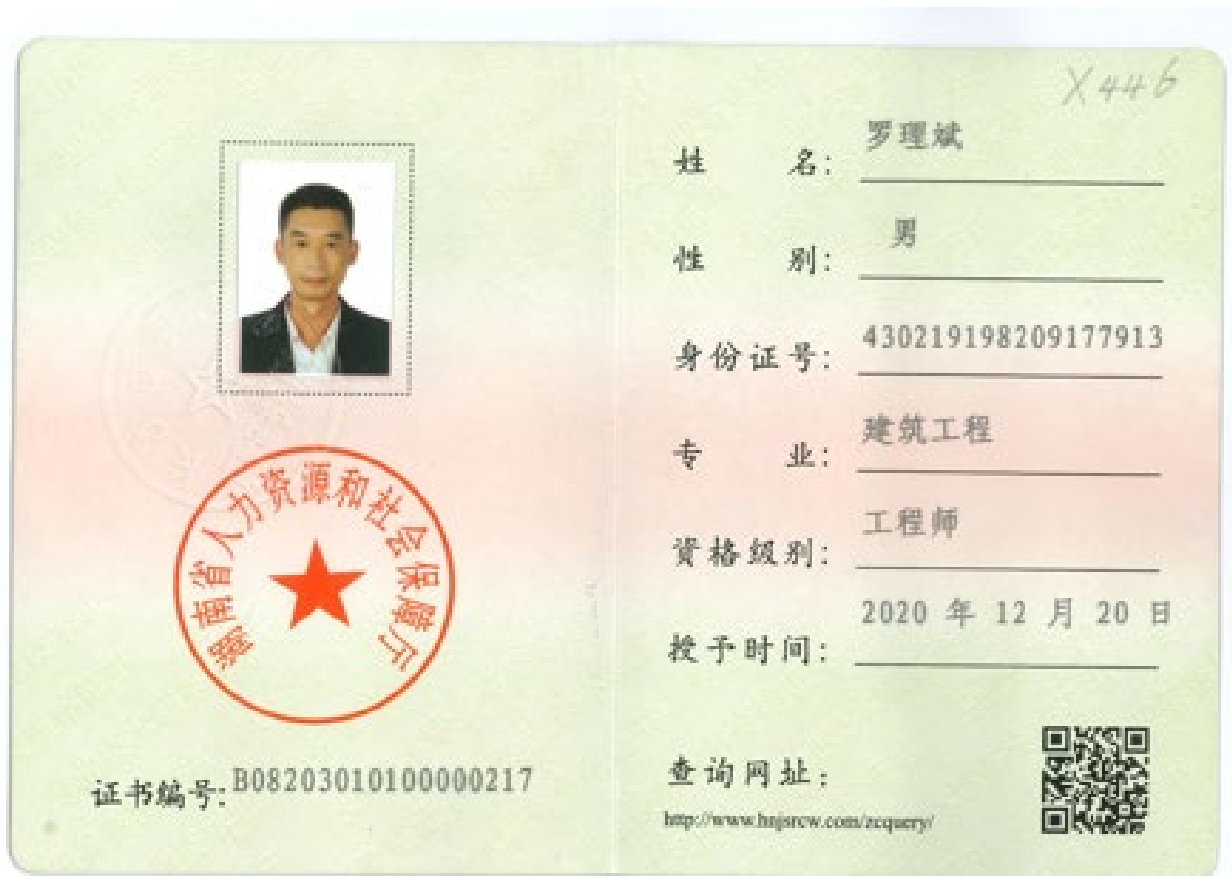 湖南省人力资源和社会保障厅
证书编号:B08203010100000217
X446
姓 名: 罗理斌
性 别: 男
身份证号: 430219198209177913
专 业: 建筑工程
资格级别: 工程师
授予时间: 2020 年 12 月 20 日
查询网址:
http://www.hnjsrcw.com/zcquery/